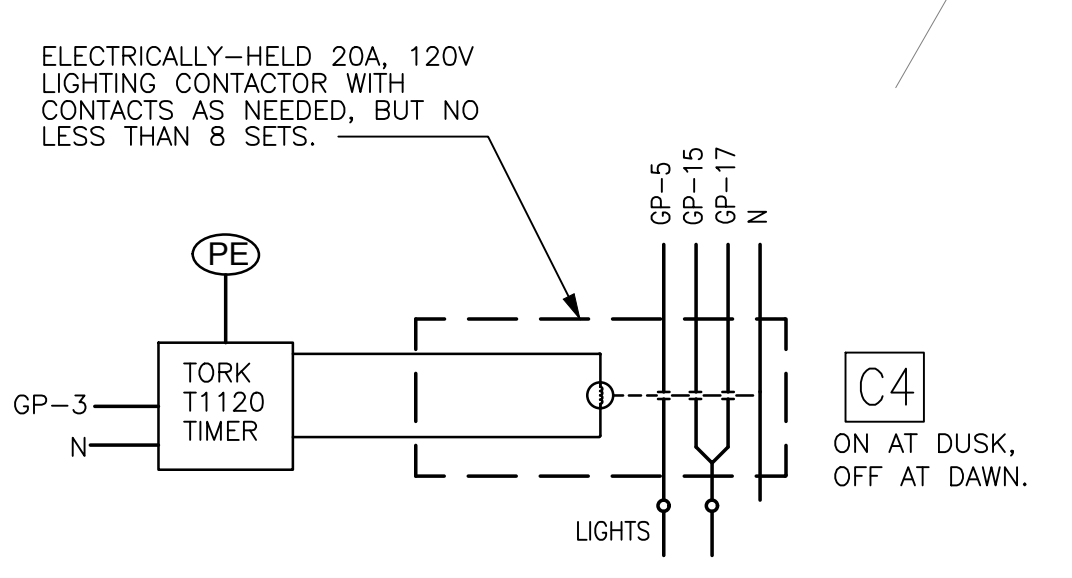 ELECTRICALLY-HELD 20A, 120V
LIGHTING CONTACTOR WITH
CONTACTS AS NEEDED, BUT NO
LESS THAN 8 SETS.
GP-5
GP-15
GP-17
N
PE
TORK
T1120
TIMER
GP-3
N
C4
ON AT DUSK,
OFF AT DAWN.
LIGHTS